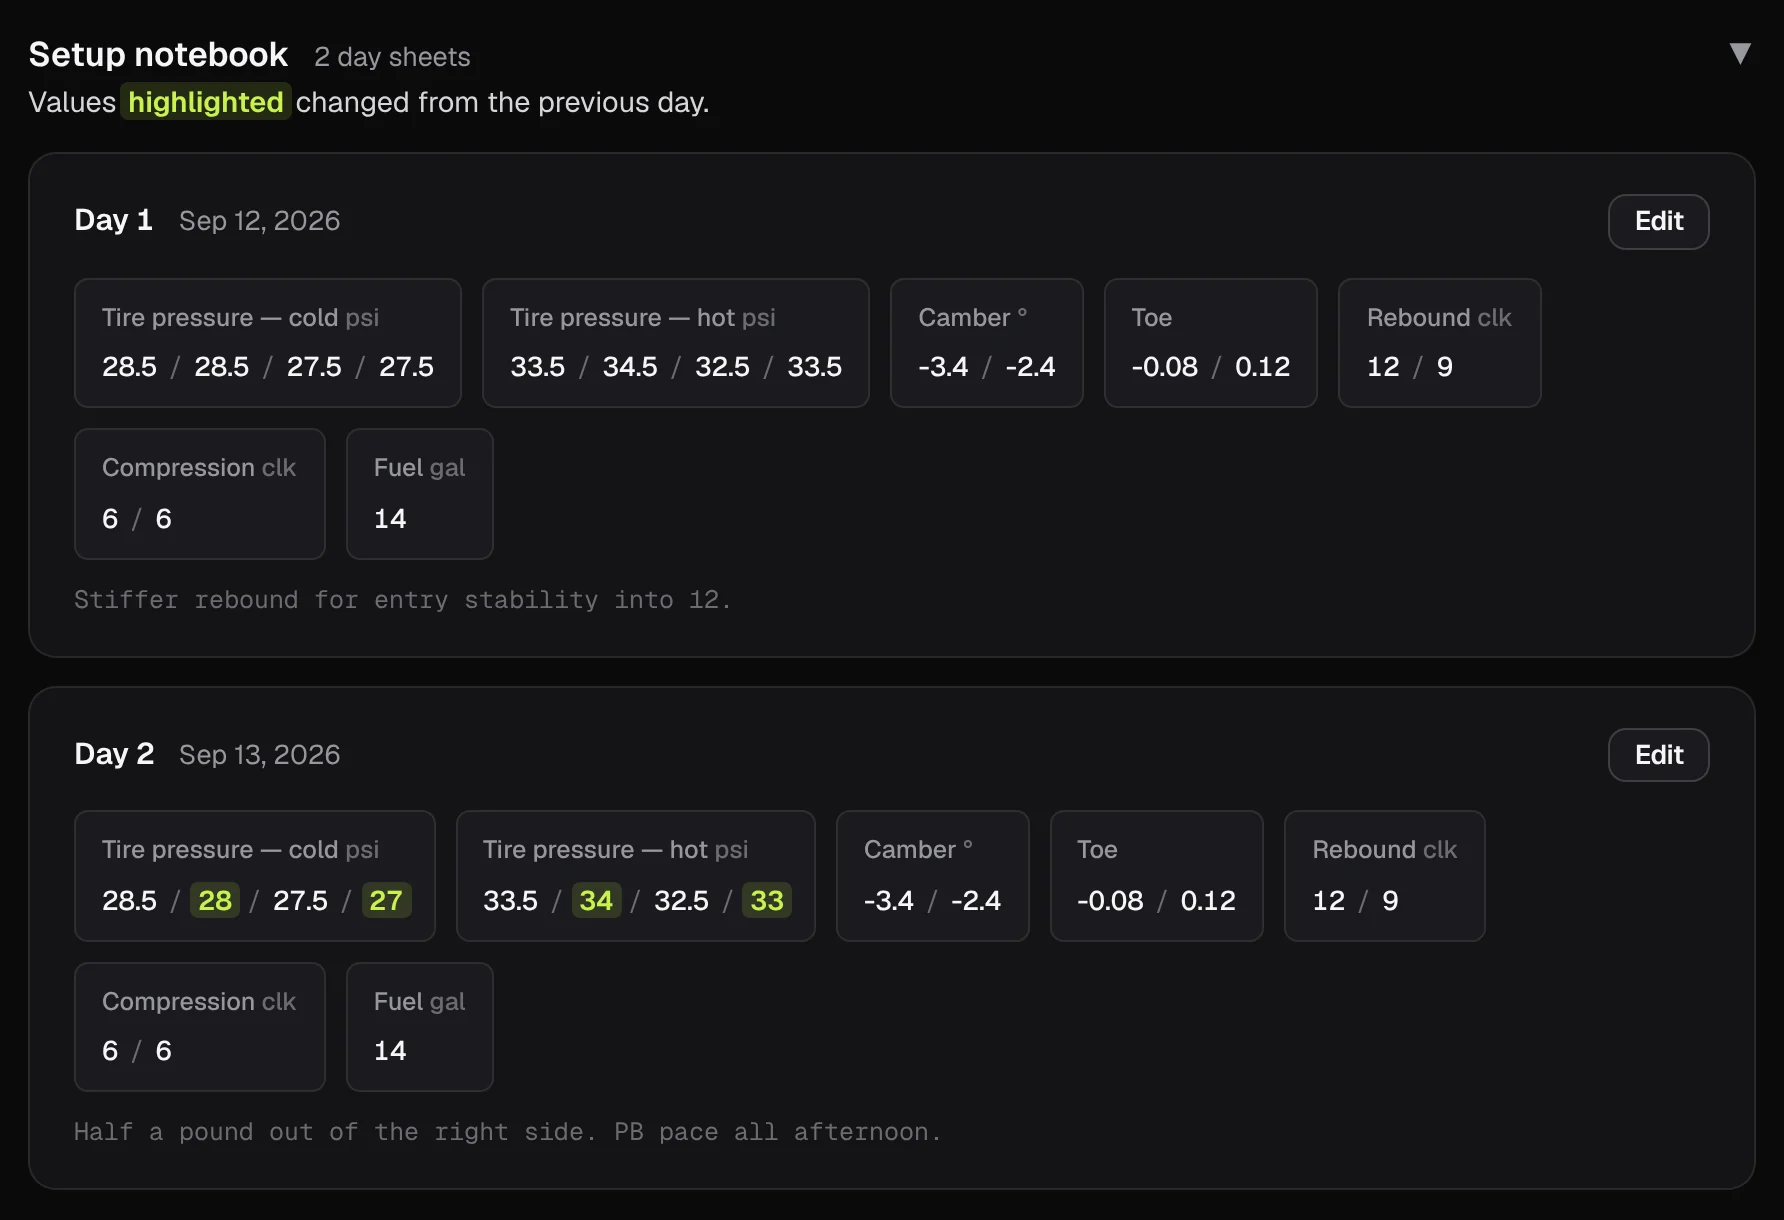 Setup notebook 2 day sheets ▼
Values highlighted changed from the previous day.
Day 1 Sep 12, 2026 Edit
Tire pressure — cold psi
28.5 / 28.5 / 27.5 / 27.5
Tire pressure — hot psi
33.5 / 34.5 / 32.5 / 33.5
Camber °
-3.4 / -2.4
Toe
-0.08 / 0.12
Rebound clk
12 / 9
Compression clk
6 / 6
Fuel gal
14
Stiffer rebound for entry stability into 12.
Day 2 Sep 13, 2026 Edit
Tire pressure — cold psi
28.5 / 28 / 27.5 / 27
Tire pressure — hot psi
33.5 / 34 / 32.5 / 33
Camber °
-3.4 / -2.4
Toe
-0.08 / 0.12
Rebound clk
12 / 9
Compression clk
6 / 6
Fuel gal
14
Half a pound out of the right side. PB pace all afternoon.